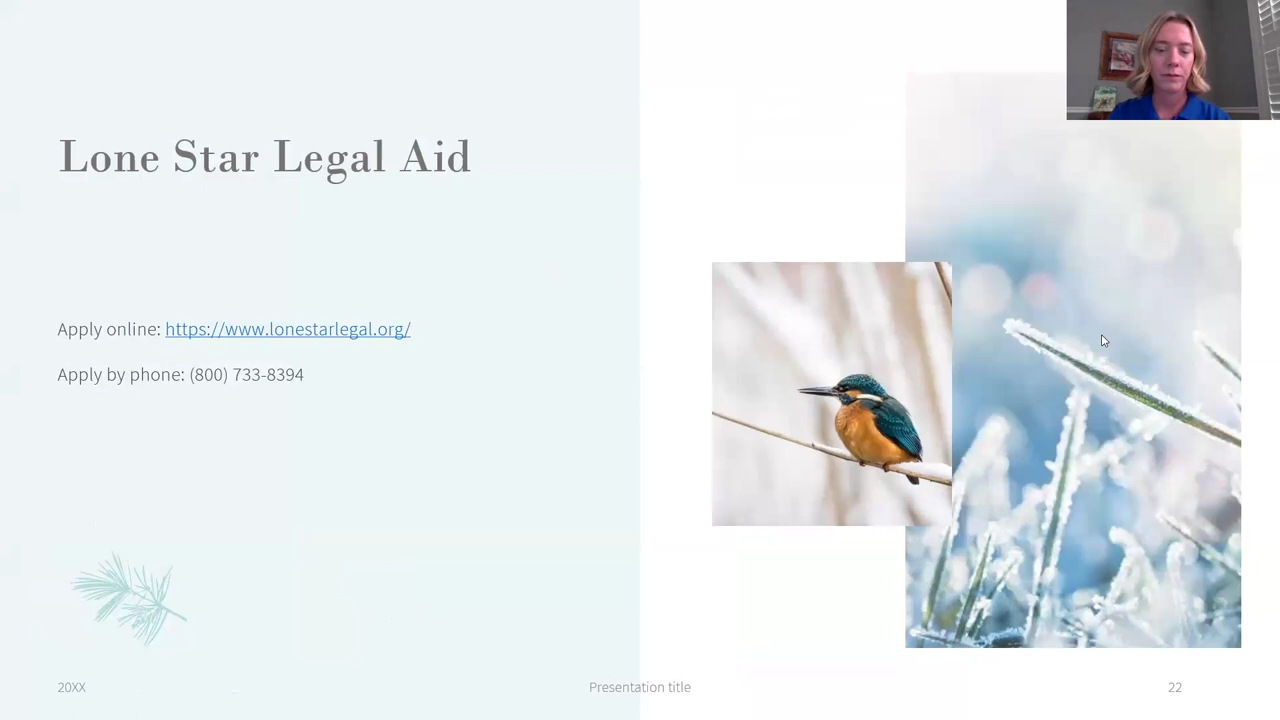 Lone Star Legal Aid
Apply online: https://www.lonestarlegal.org/
Apply by phone: (800) 733-8394
20XX
Presentation title
22